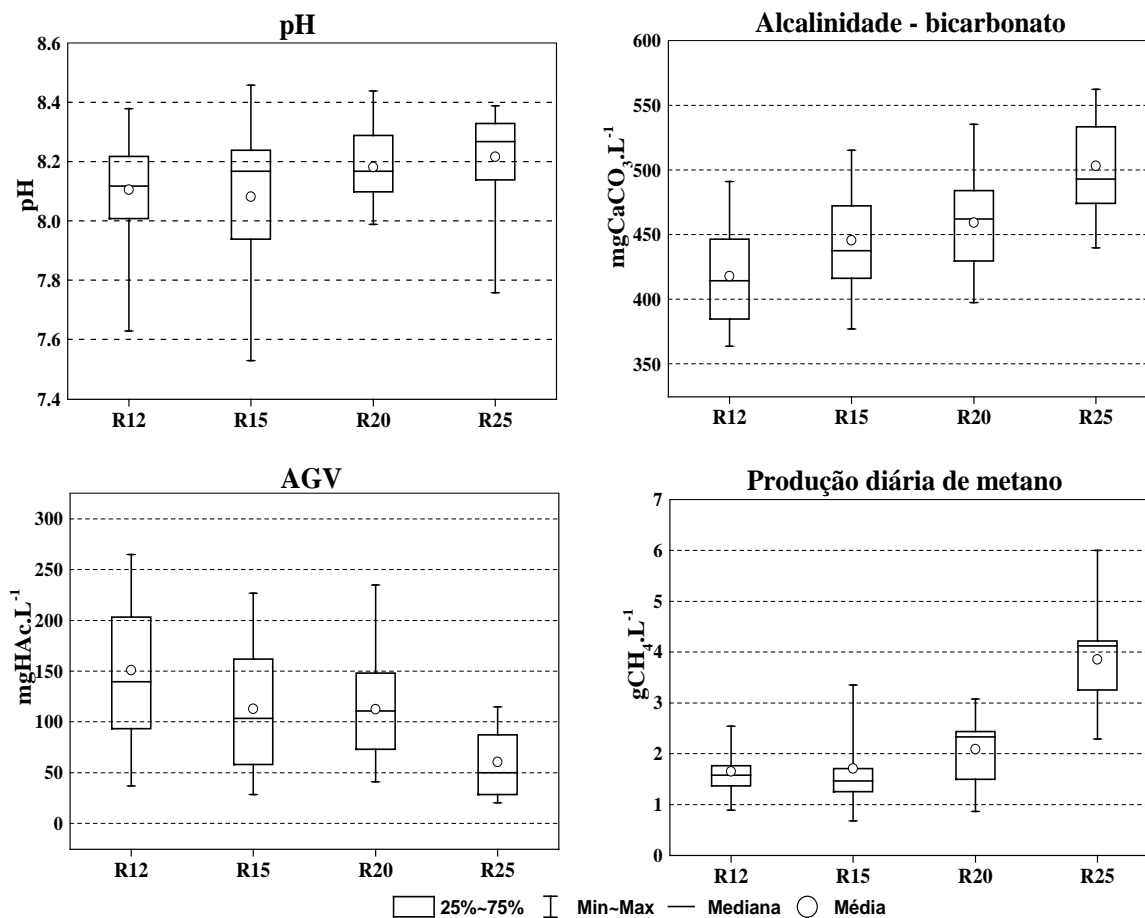 pH
8.6
8.4
8.2
8.0
7.8
7.6
7.4
pH
R12 R15 R20 R25
Alcalinidade - bicarbonato
600
550
500
450
400
350
mgCaCO₃.L⁻¹
R12 R15 R20 R25
AGV
300
250
200
150
100
50
0
mgHAc.L⁻¹
R12 R15 R20 R25
Produção diária de metano
7
6
5
4
3
2
1
0
gCH₄.L⁻¹
R12 R15 R20 R25
25%~75% Min~Max Mediana Média